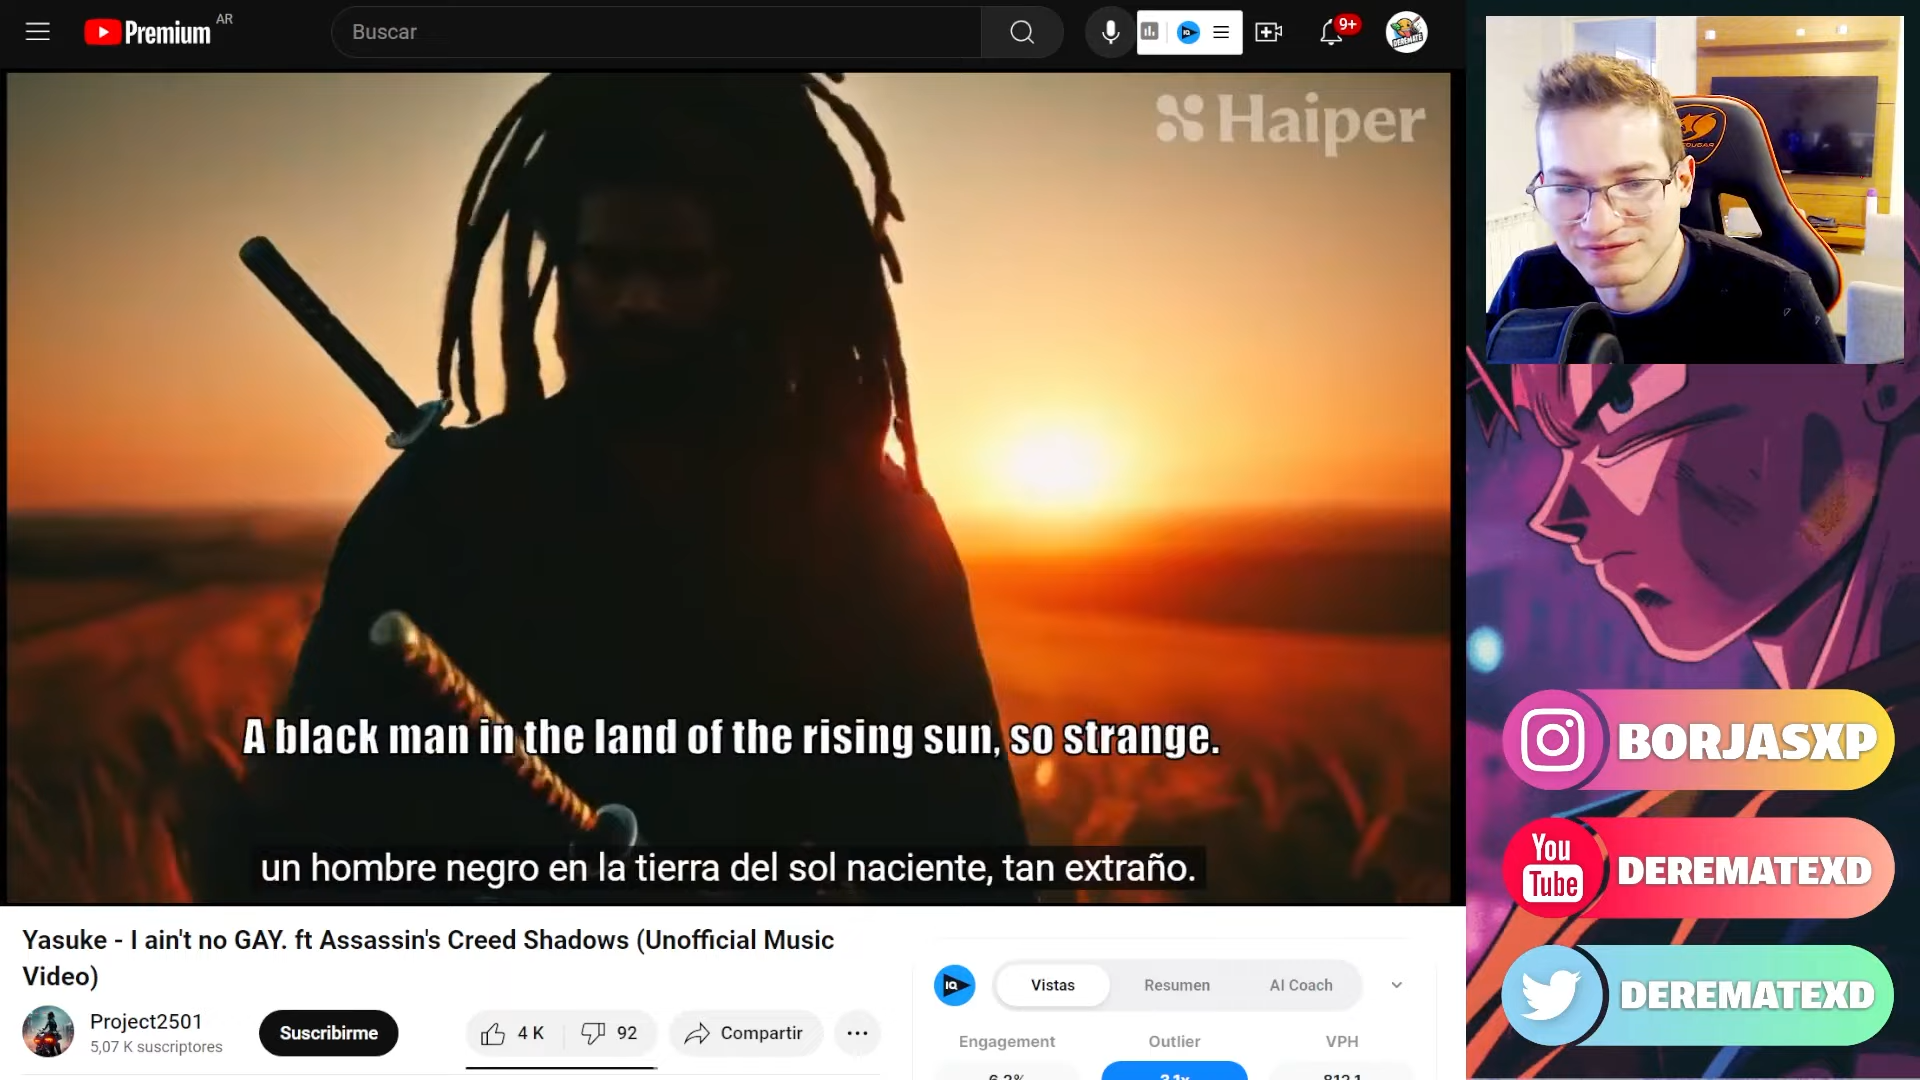 Premium AR
Buscar
9+
DEREMATE
Haiper
COUGAR
A black man in the land of the rising sun, so strange.
un hombre negro en la tierra del sol naciente, tan extraño.
Yasuke - I ain't no GAY. ft Assassin's Creed Shadows (Unofficial Music
Video)
Project2501
5,07 K suscriptores
Suscribirme
4 K
92
Compartir
IQ
Vistas
Resumen
AI Coach
Engagement
Outlier
VPH
BORJASXP
You
Tube
DEREMATEXD
DEREMATEXD